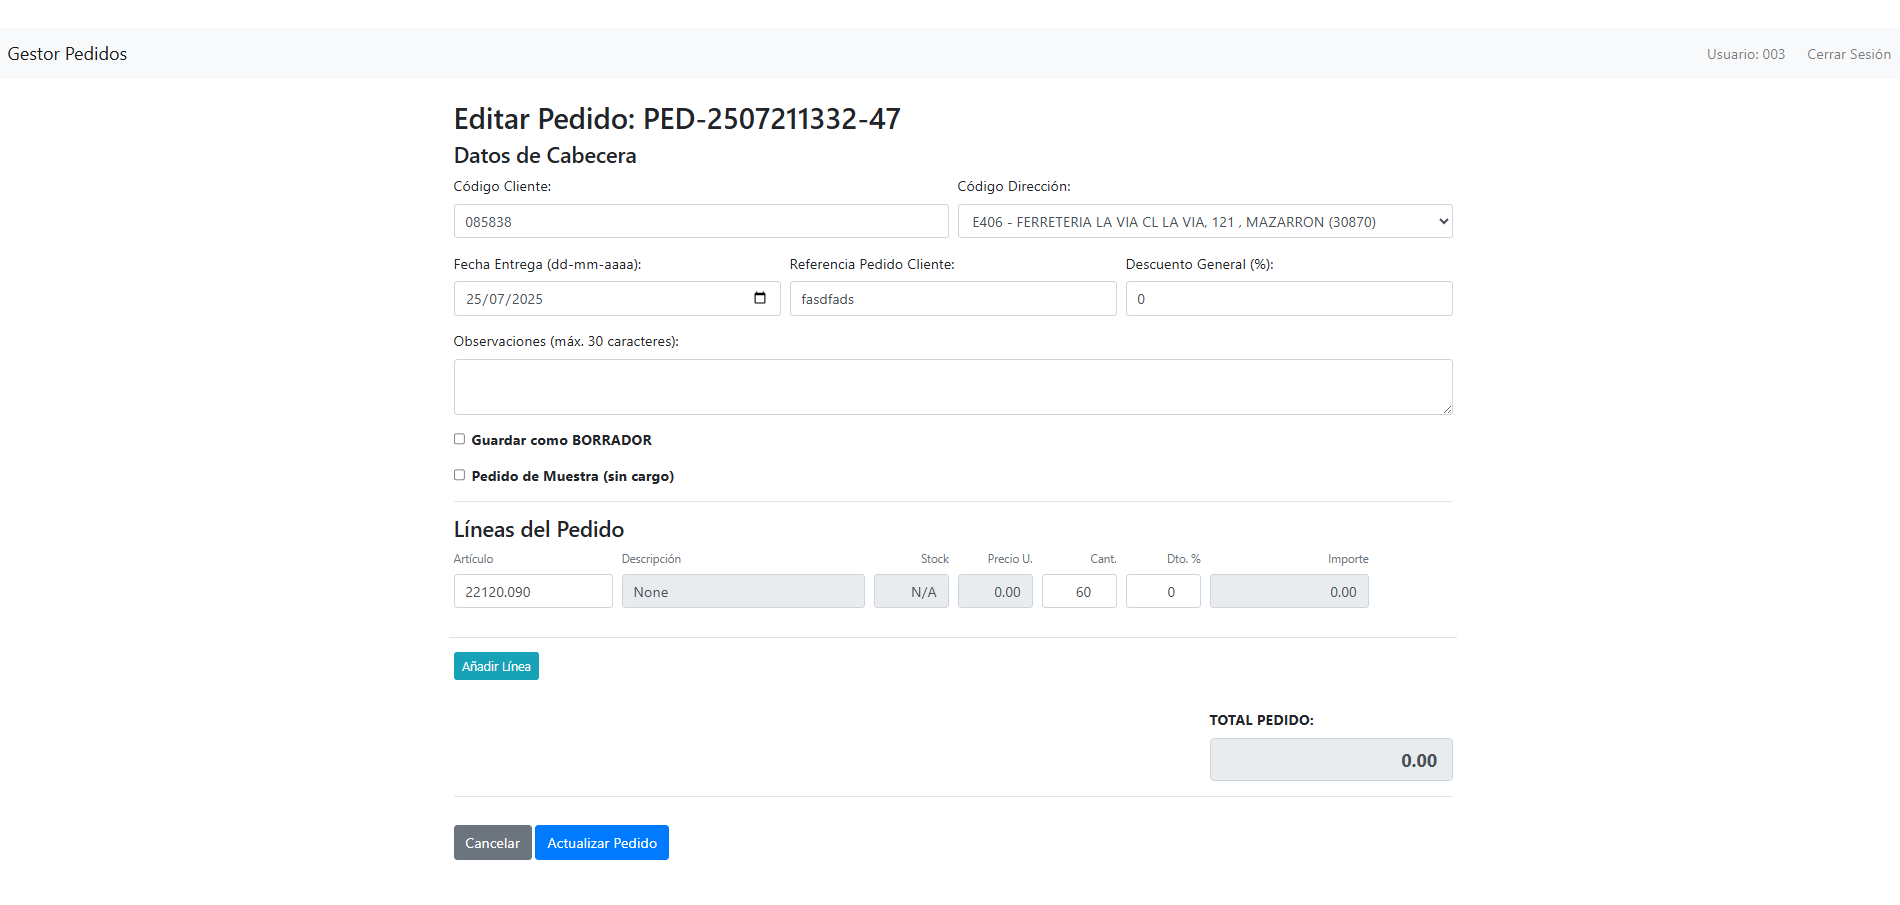 Gestor Pedidos
Usuario: 003 Cerrar Sesión
Editar Pedido: PED-2507211332-47
Datos de Cabecera
Código Cliente: Código Dirección:
085838 E406 - FERRETERIA LA VIA CL LA VIA, 121 , MAZARRON (30870)
Fecha Entrega (dd-mm-aaaa): Referencia Pedido Cliente: Descuento General (%):
25/07/2025 fasdfads 0
Observaciones (máx. 30 caracteres):
Guardar como BORRADOR
Pedido de Muestra (sin cargo)
Líneas del Pedido
Artículo Descripción Stock Precio U. Cant. Dto. % Importe
22120.090 None N/A 0.00 60 0 0.00
Añadir Línea
TOTAL PEDIDO:
0.00
Cancelar Actualizar Pedido